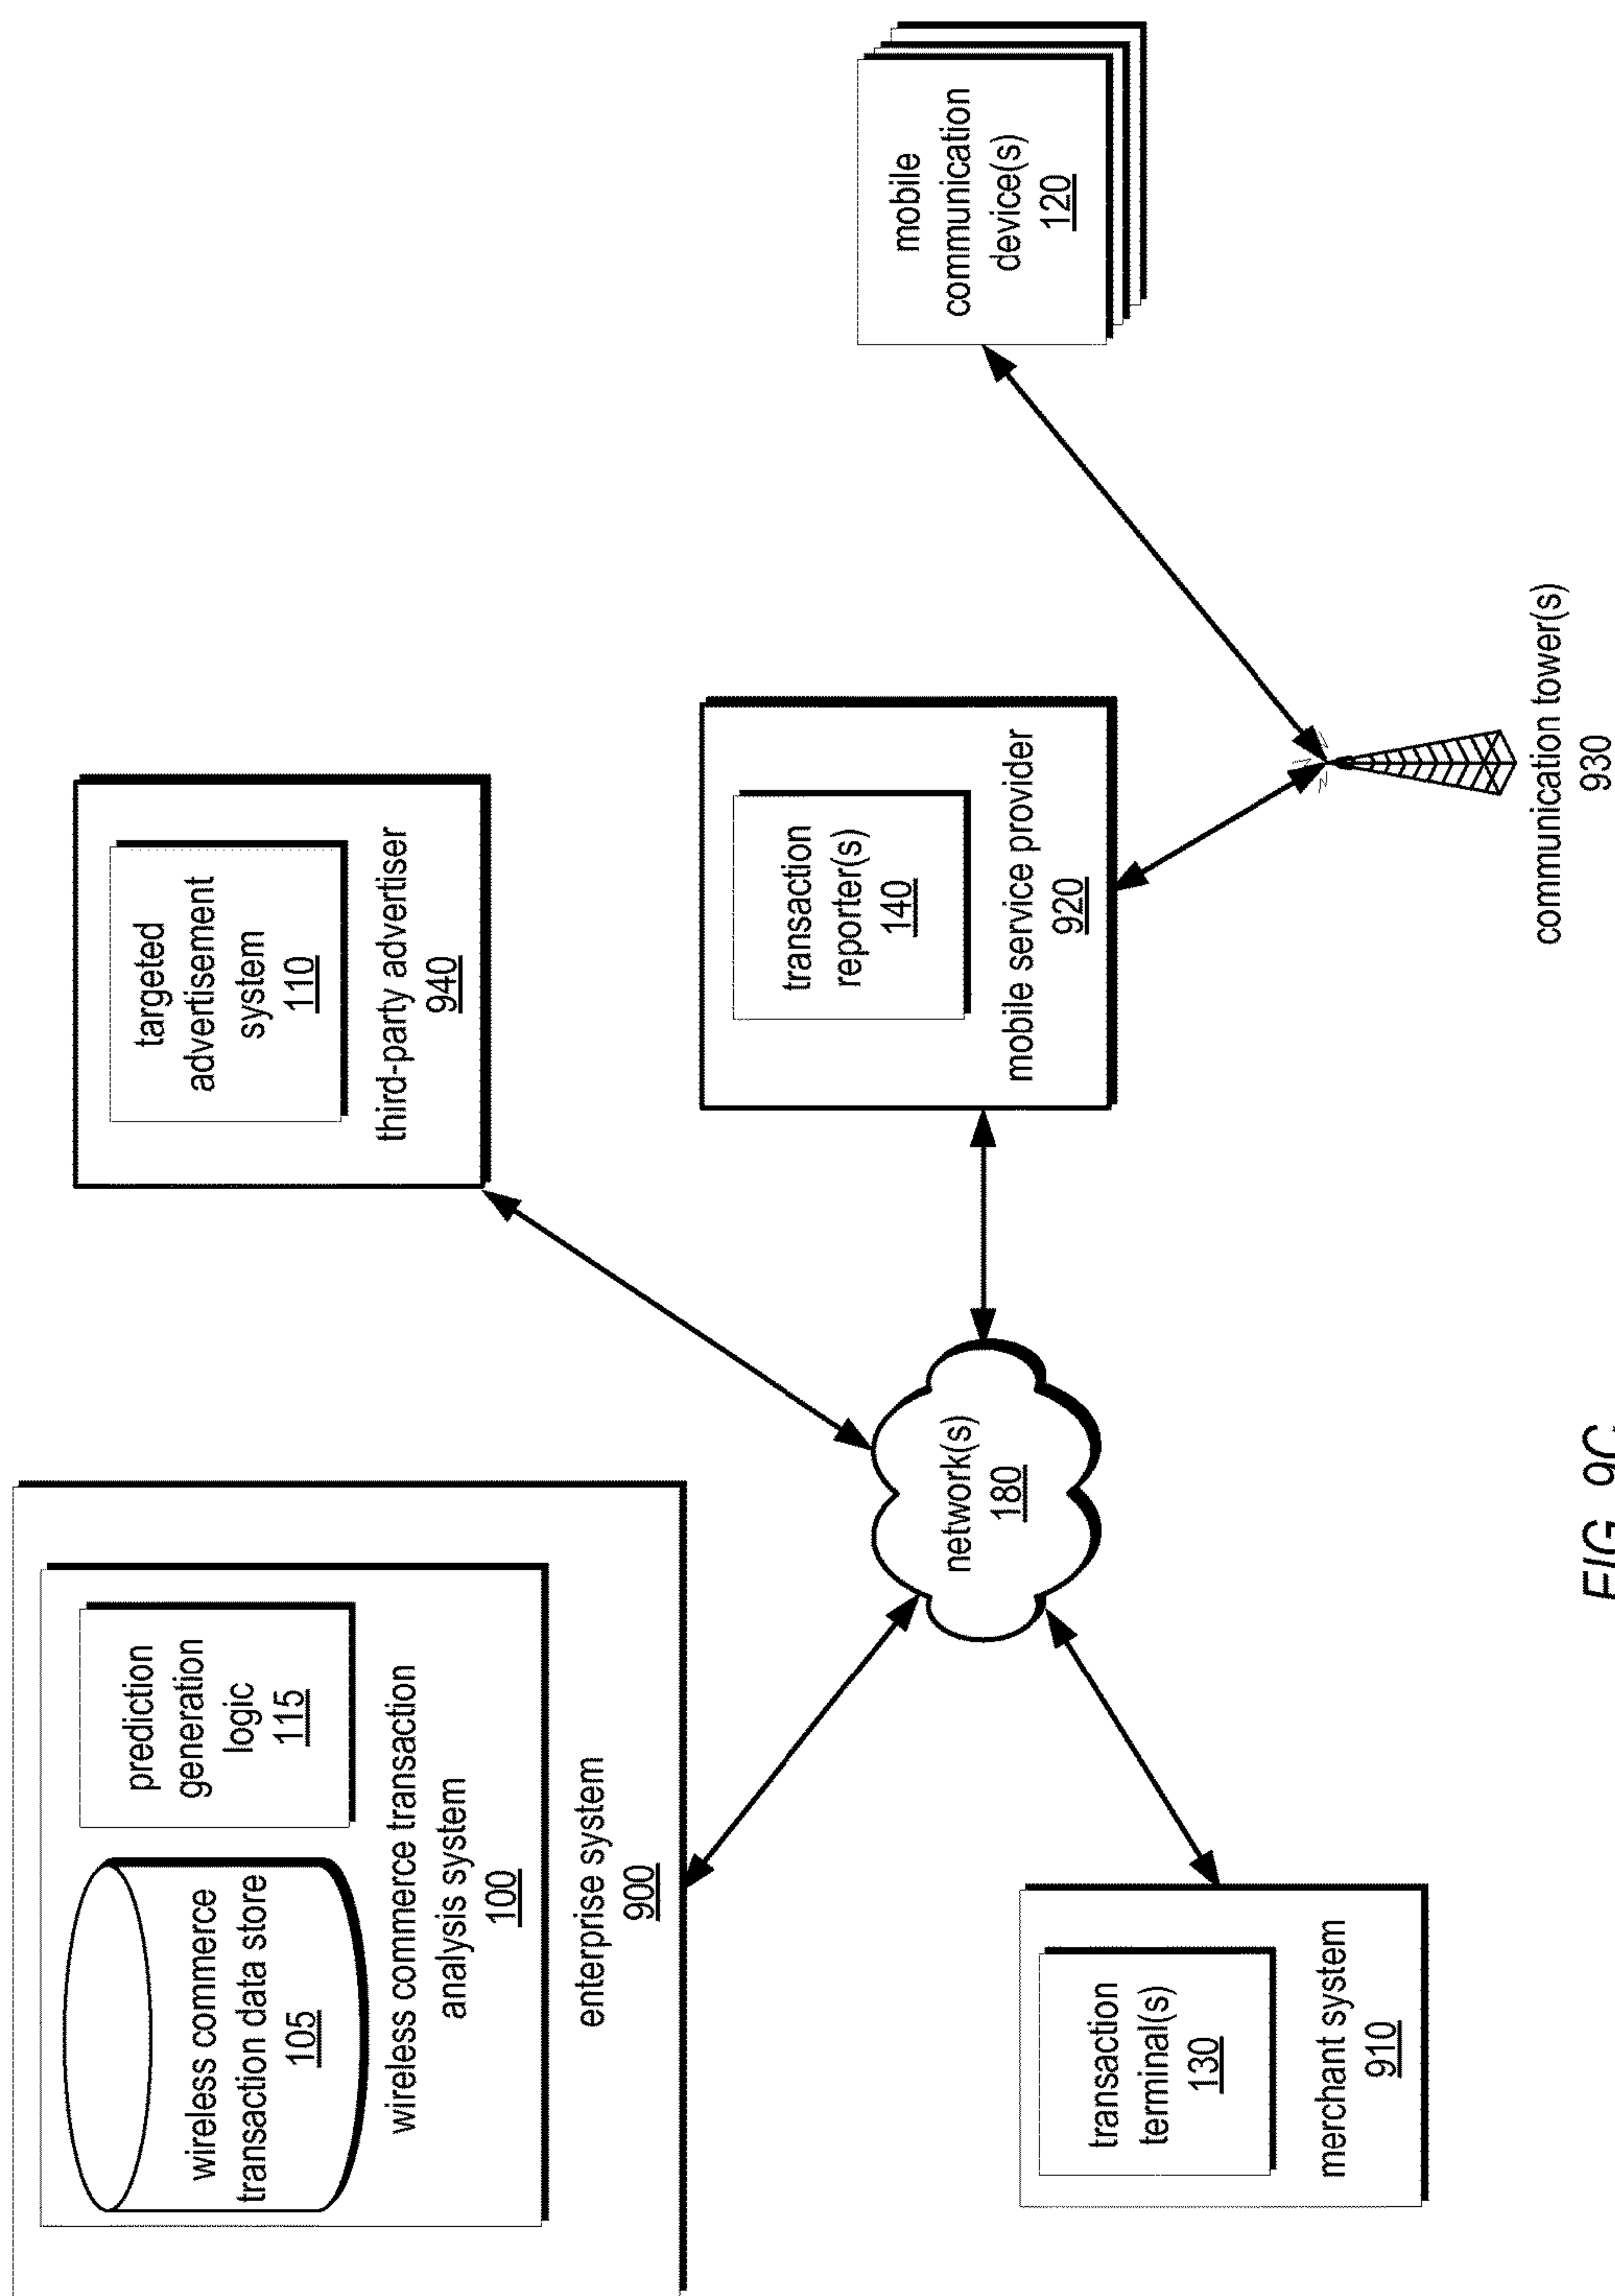 wireless commerce
transaction data store
105
prediction
generation
logic
115
wireless commerce transaction
analysis system
100
enterprise system
900
targeted
advertisement
system
110
third-party advertiser
940
network(s)
180
transaction
terminal(s)
130
merchant system
910
transaction
reporter(s)
140
mobile service provider
920
mobile
communication
device(s)
120
communication tower(s)
930
FIG. 9C